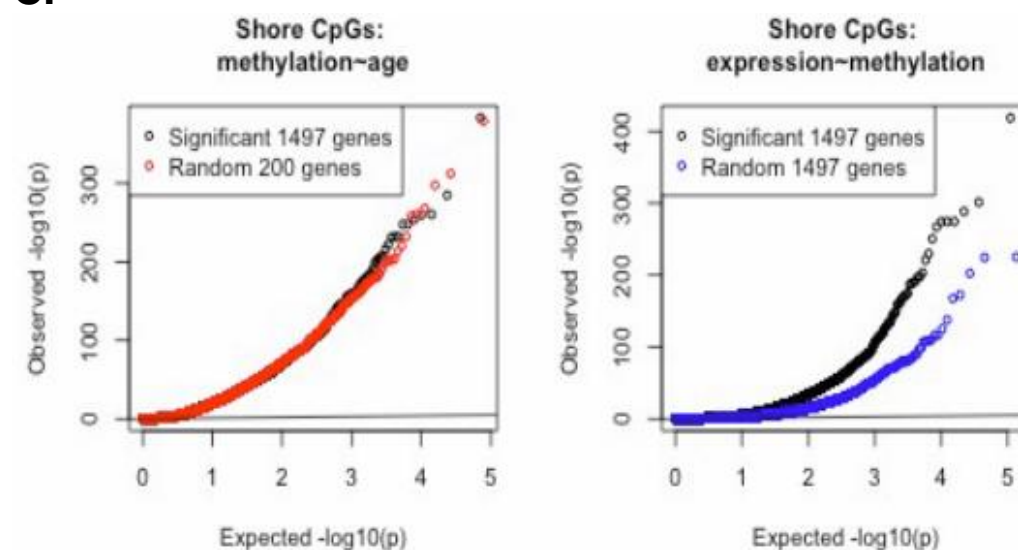 Shore CpGs:
methylation~age
Significant 1497 genes
Random 200 genes
Observed -log10(p)
0 100 200 300
0 1 2 3 4 5
Expected -log10(p)
Shore CpGs:
expression~methylation
Significant 1497 genes
Random 1497 genes
Observed -log10(p)
0 100 200 300 400
0 1 2 3 4 5
Expected -log10(p)